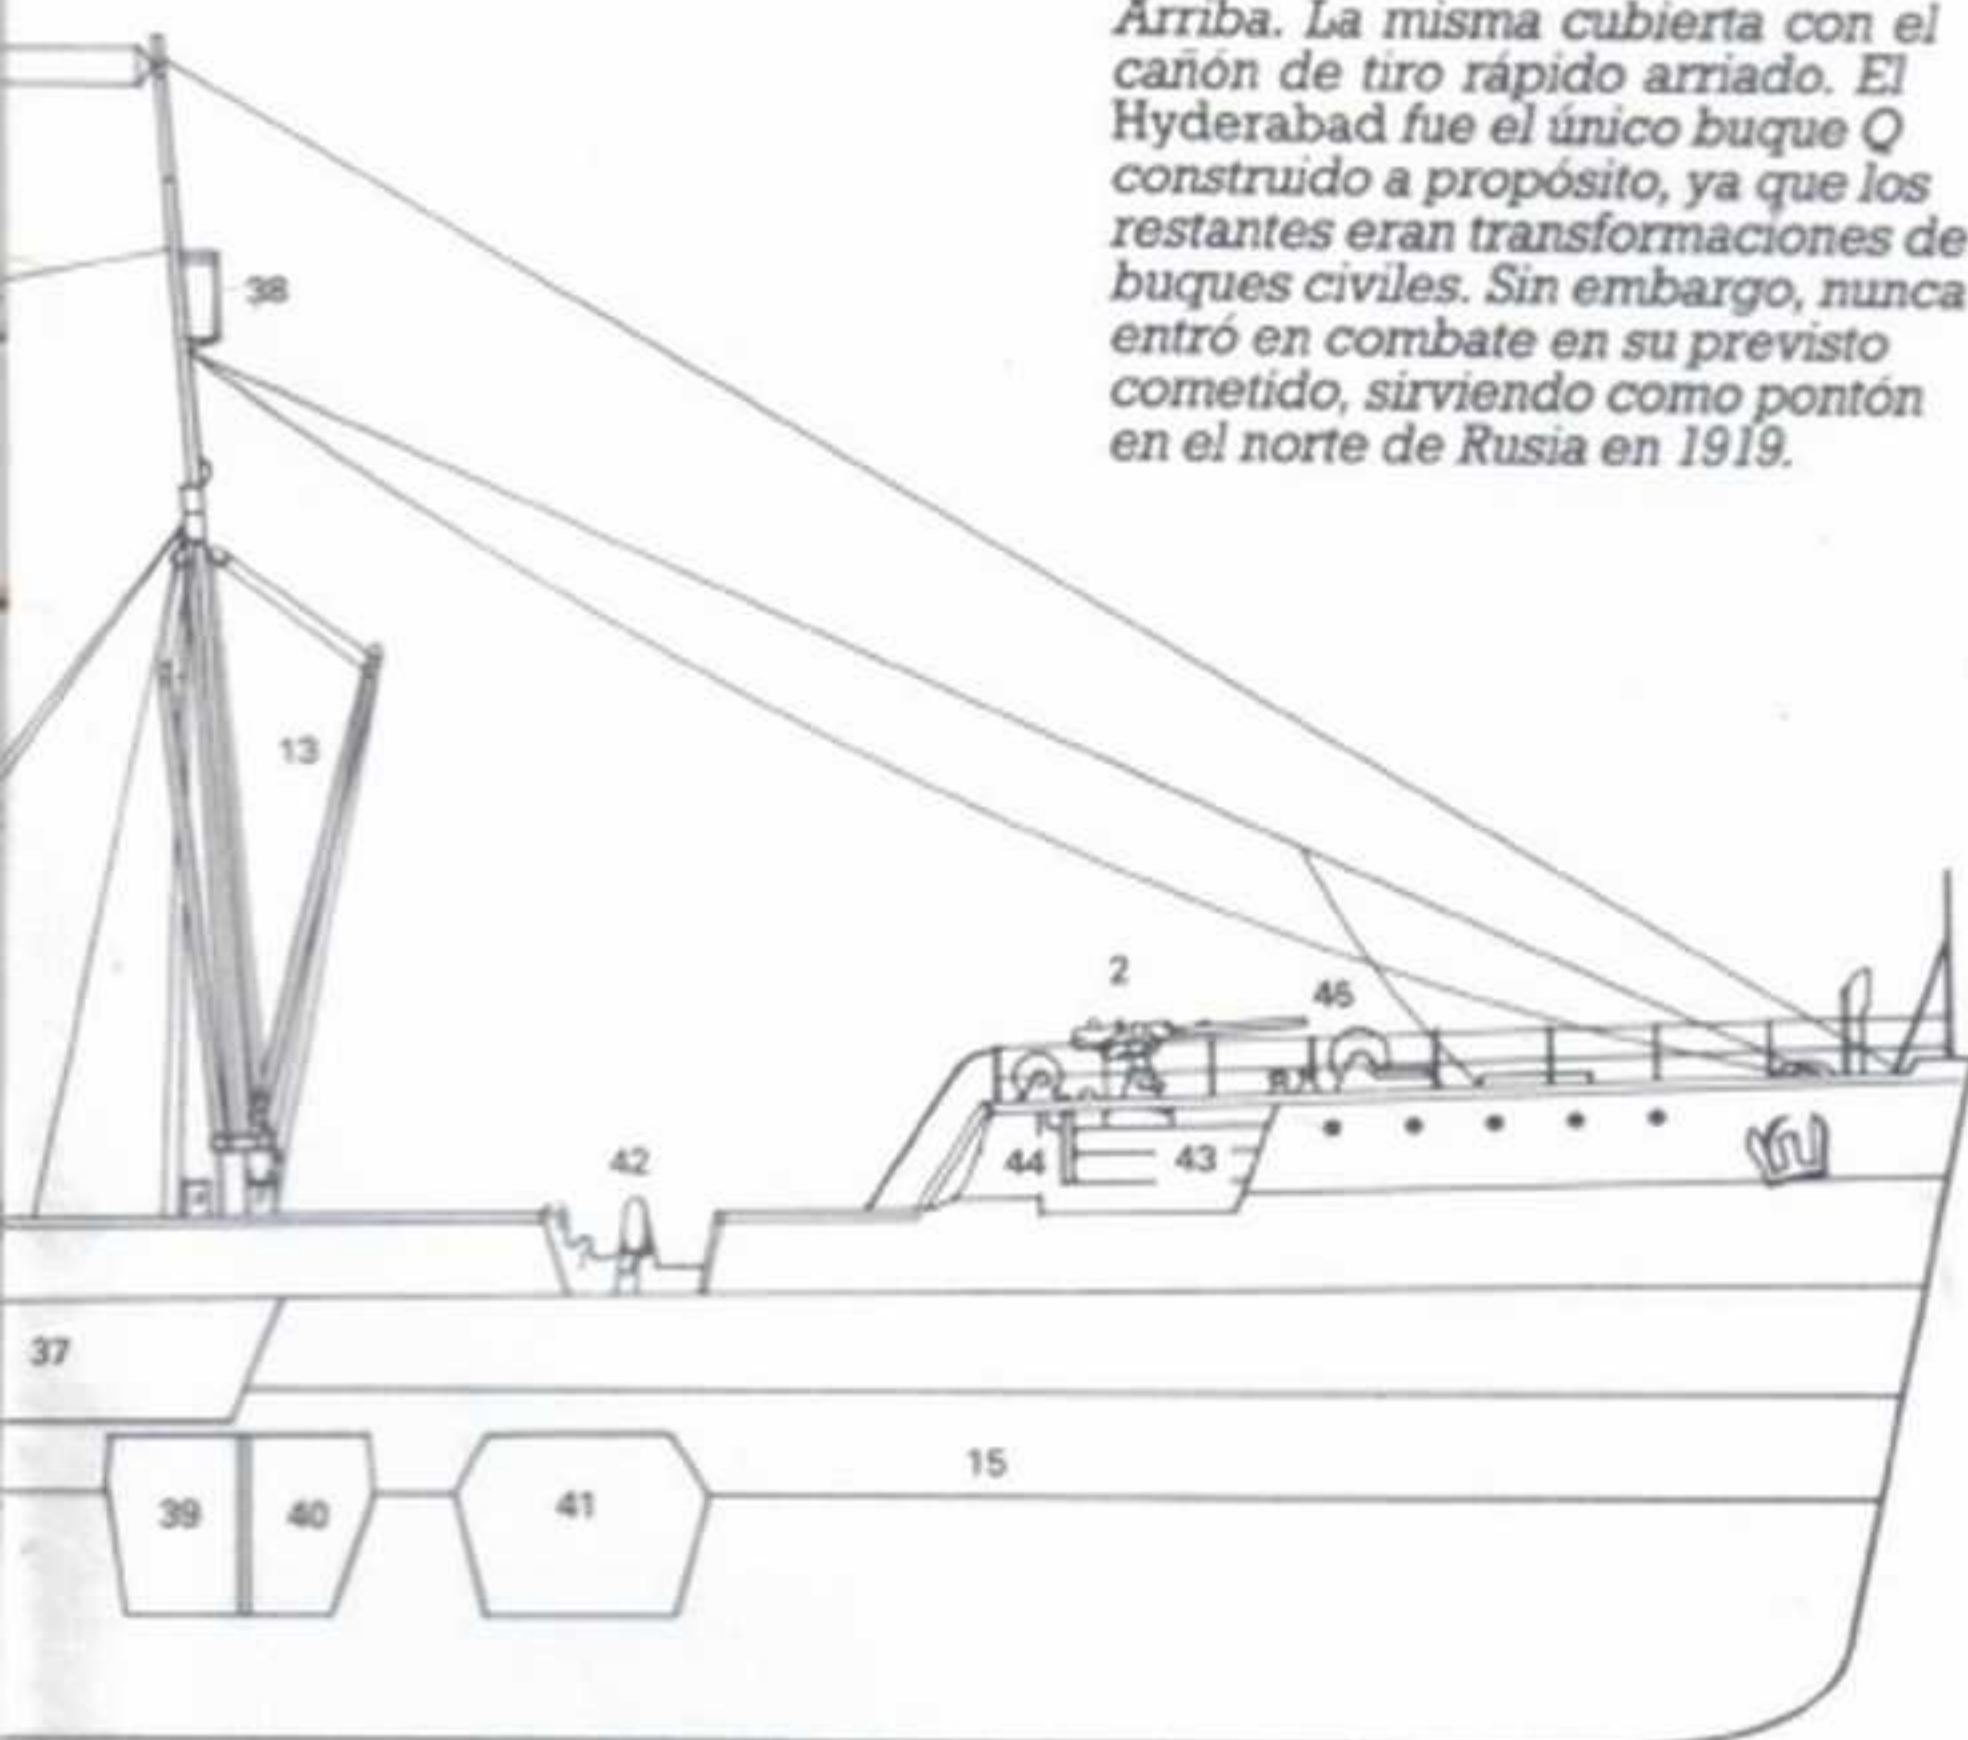 Arriba. La misma cubierta con el
cañón de tiro rápido arriado. El
Hyderabad fue el único buque Q
construido a propósito, ya que los
restantes eran transformaciones de
buques civiles. Sin embargo, nunca
entró en combate en su previsto
cometido, sirviendo como pontón
en el norte de Rusia en 1919.
38
13
2
46
42
44
43
37
15
39
40
41